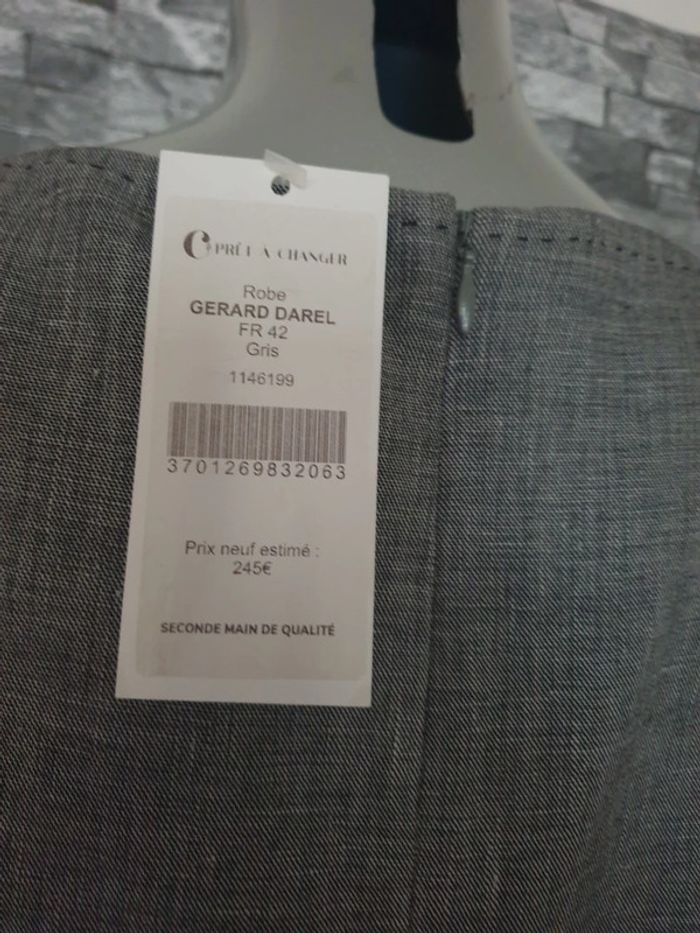 C PRÊT À CHANGER
Robe
GERARD DAREL
FR 42
Gris
1146199
3701269832063
Prix neuf estimé :
245€
SECONDE MAIN DE QUALITÉ